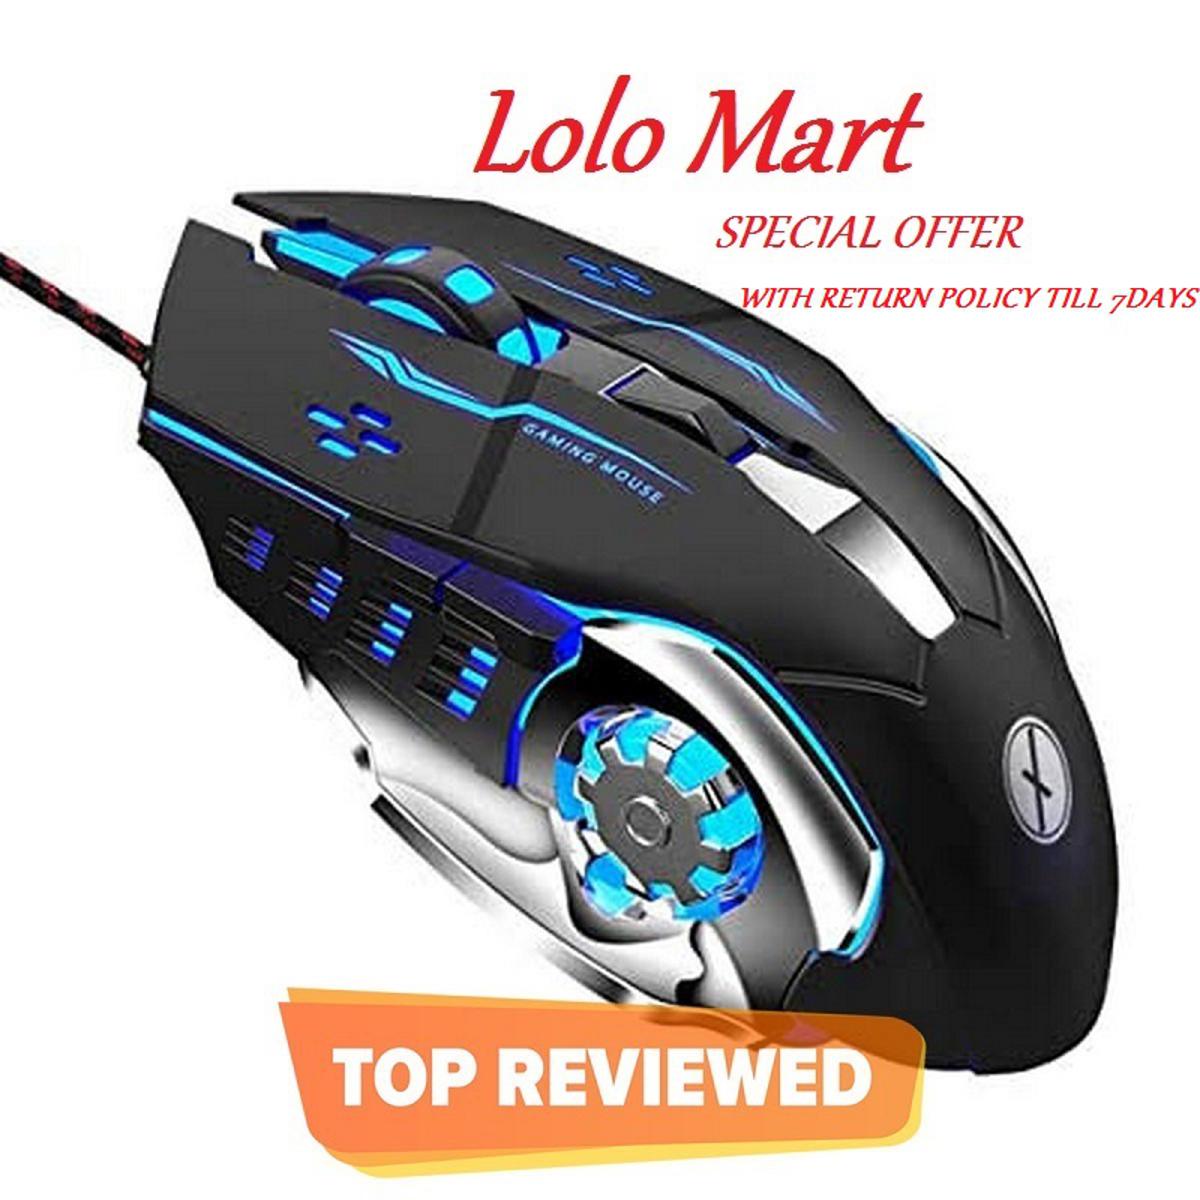 Lolo Mart
SPECIAL OFFER
WITH RETURN POLICY TILL 7DAYS
GAMING MOUSE
TOP REVIEWED